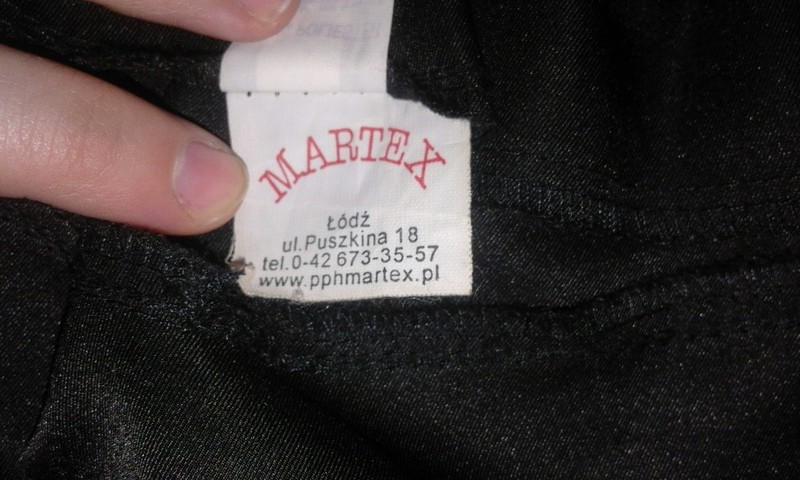 MARTEX
Łódź
ul.Puszkina 18
tel.0-42 673-35-57
www.pphmartex.pl